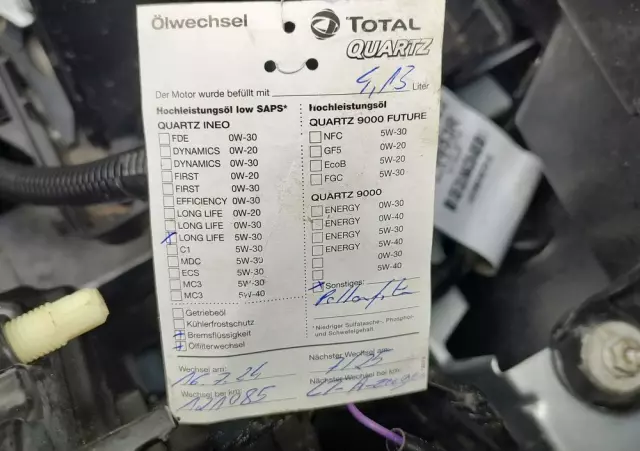 Ölwechsel
TOTAL
QUARTZ
Der Motor wurde befüllt mit 4,13 Liter
Hochleistungsöl low SAPS*
QUARTZ INEO
FDE 0W-30
DYNAMICS 0W-20
DYNAMICS 0W-30
FIRST 0W-20
FIRST 0W-30
EFFICIENCY 0W-30
LONG LIFE 0W-20
LONG LIFE 0W-30
LONG LIFE 5W-30
C1 5W-30
MDC 5W-30
ECS 5W-30
MC3 5W-30
MC3 5W-40
Getriebeöl
Kühlerfrostschutz
Bremsflüssigkeit
Ölfilterwechsel
Hochleistungsöl
QUARTZ 9000 FUTURE
NFC 5W-30
GF5 0W-20
EcoB 5W-20
FGC 5W-30
QUARTZ 9000
ENERGY 0W-30
ENERGY 0W-40
ENERGY 5W-30
ENERGY 5W-40
0W-30
5W-40
Sonstiges:
Pollenfilter
*Niedriger Sulfatasche-, Phosphor-
und Schwefelgehalt
Wechsel am:
16.7.24
Wechsel bei km:
121085
Nächster Wechsel am:
7/25
Nächster Wechsel bei km: